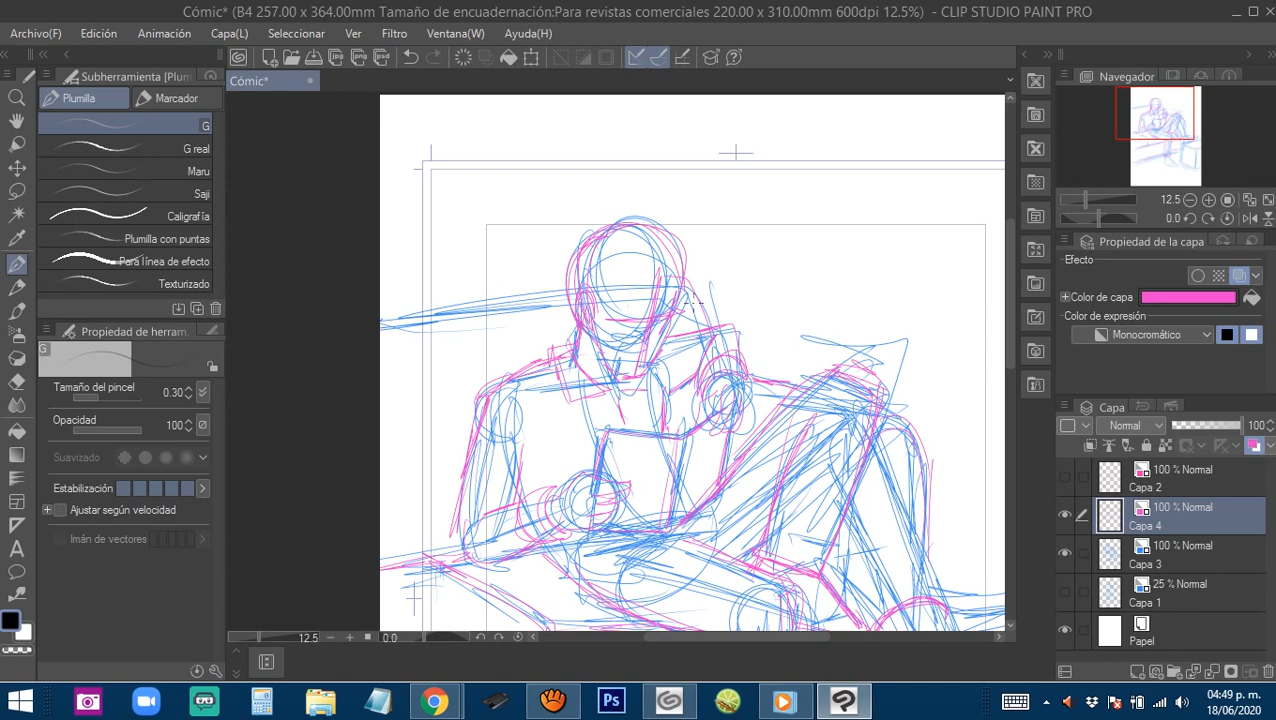 Cómic* (B4 257.00 x 364.00mm Tamaño de encuadernación:Para revistas comerciales 220.00 x 310.00mm 600dpi 12.5%) - CLIP STUDIO PAINT PRO
Archivo(F) Edición Animación Capa(L) Seleccionar Ver Filtro Ventana(W) Ayuda(H)
Subherramienta [Plum
Cómic*
Navegador
Plumilla Marcador
G
G real
Maru
Saji
Caligrafía
Plumilla con puntas
Para línea de efecto
Texturizado
12.5
0.0
Propiedad de la capa
Efecto
Color de capa
Color de expresión
Monocromático
Propiedad de herram
G
Tamaño del pincel 0.30
Opacidad 100
Suavizado
Estabilización
Ajustar según velocidad
Imán de vectores
Capa
Normal 100
100 % Normal
Capa 2
100 % Normal
Capa 4
100 % Normal
Capa 3
25 % Normal
Capa 1
Papel
12.5 0.0
Ps
04:49 p. m.
18/06/2020